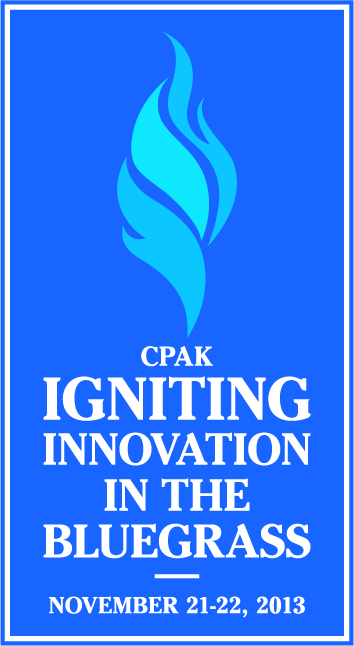 CPAK
IGNITING
INNOVATION
IN THE
BLUEGRASS
NOVEMBER 21-22, 2013